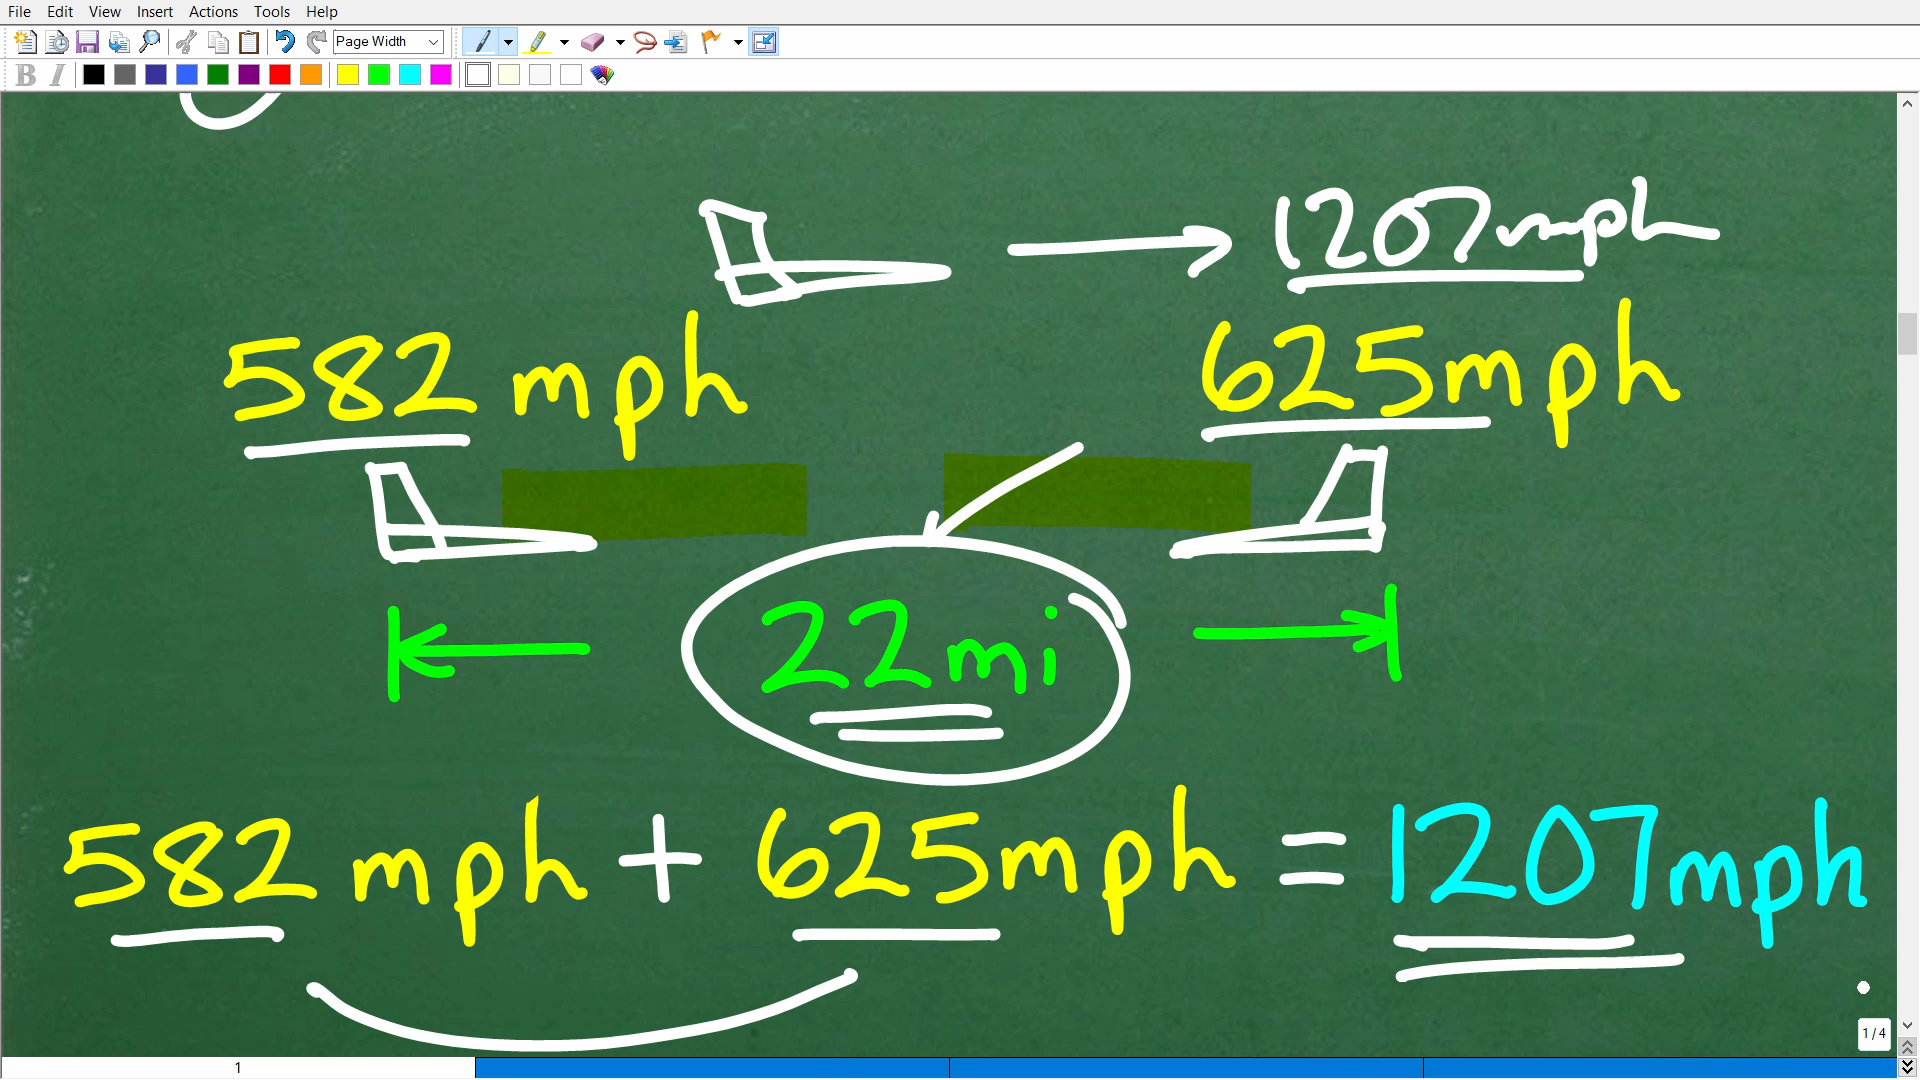 File Edit View Insert Actions Tools Help
Page Width
B I
1207mph
582 mph 625mph
22mi
582 mph + 625mph = 1207mph
1/4
1